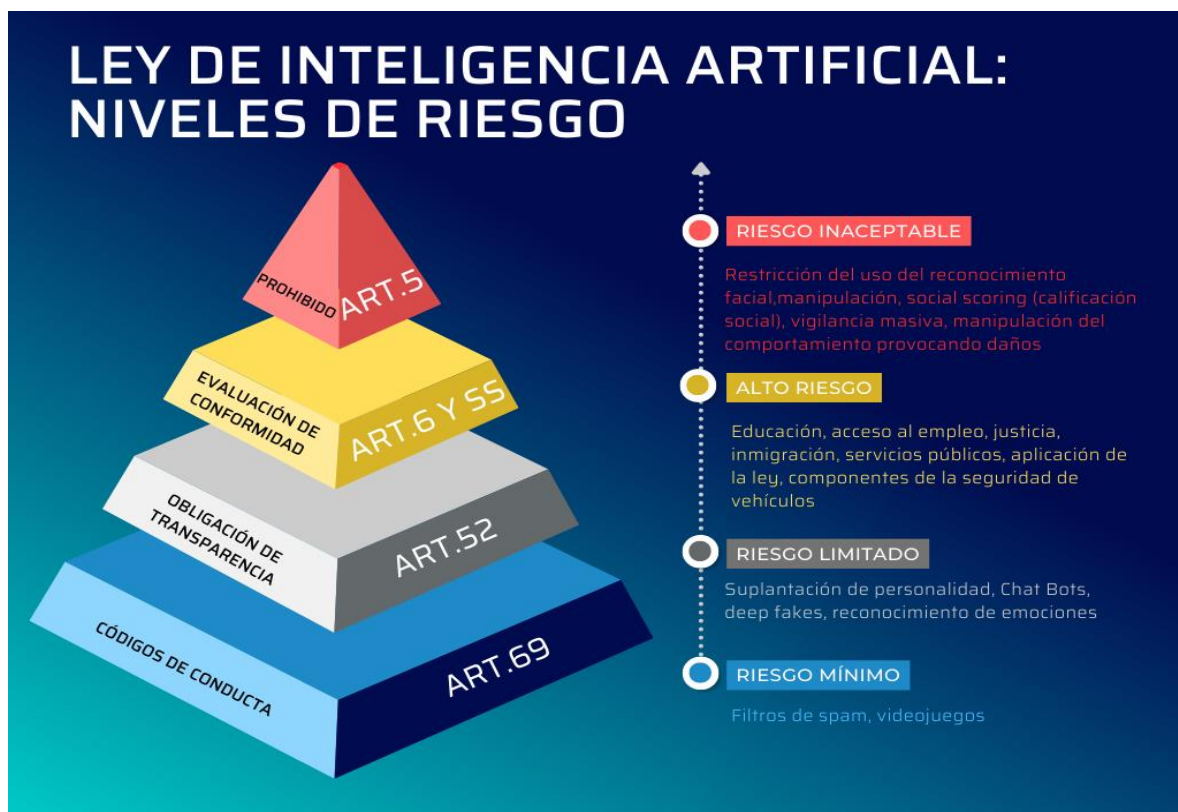 LEY DE INTELIGENCIA ARTIFICIAL:
NIVELES DE RIESGO
PROHIBIDO
ART.5
EVALUACIÓN DE
CONFORMIDAD
ART.6 Y SS
OBLIGACIÓN DE
TRANSPARENCIA
ART.52
CÓDIGOS DE CONDUCTA
ART.69
RIESGO INACEPTABLE
Restricción del uso del reconocimiento
facial,manipulación, social scoring (calificación
social), vigilancia masiva, manipulación del
comportamiento provocando daños
ALTO RIESGO
Educación, acceso al empleo, justicia,
inmigración, servicios públicos, aplicación de
la ley, componentes de la seguridad de
vehículos
RIESGO LIMITADO
Suplantación de personalidad, Chat Bots,
deep fakes, reconocimiento de emociones
RIESGO MÍNIMO
Filtros de spam, videojuegos